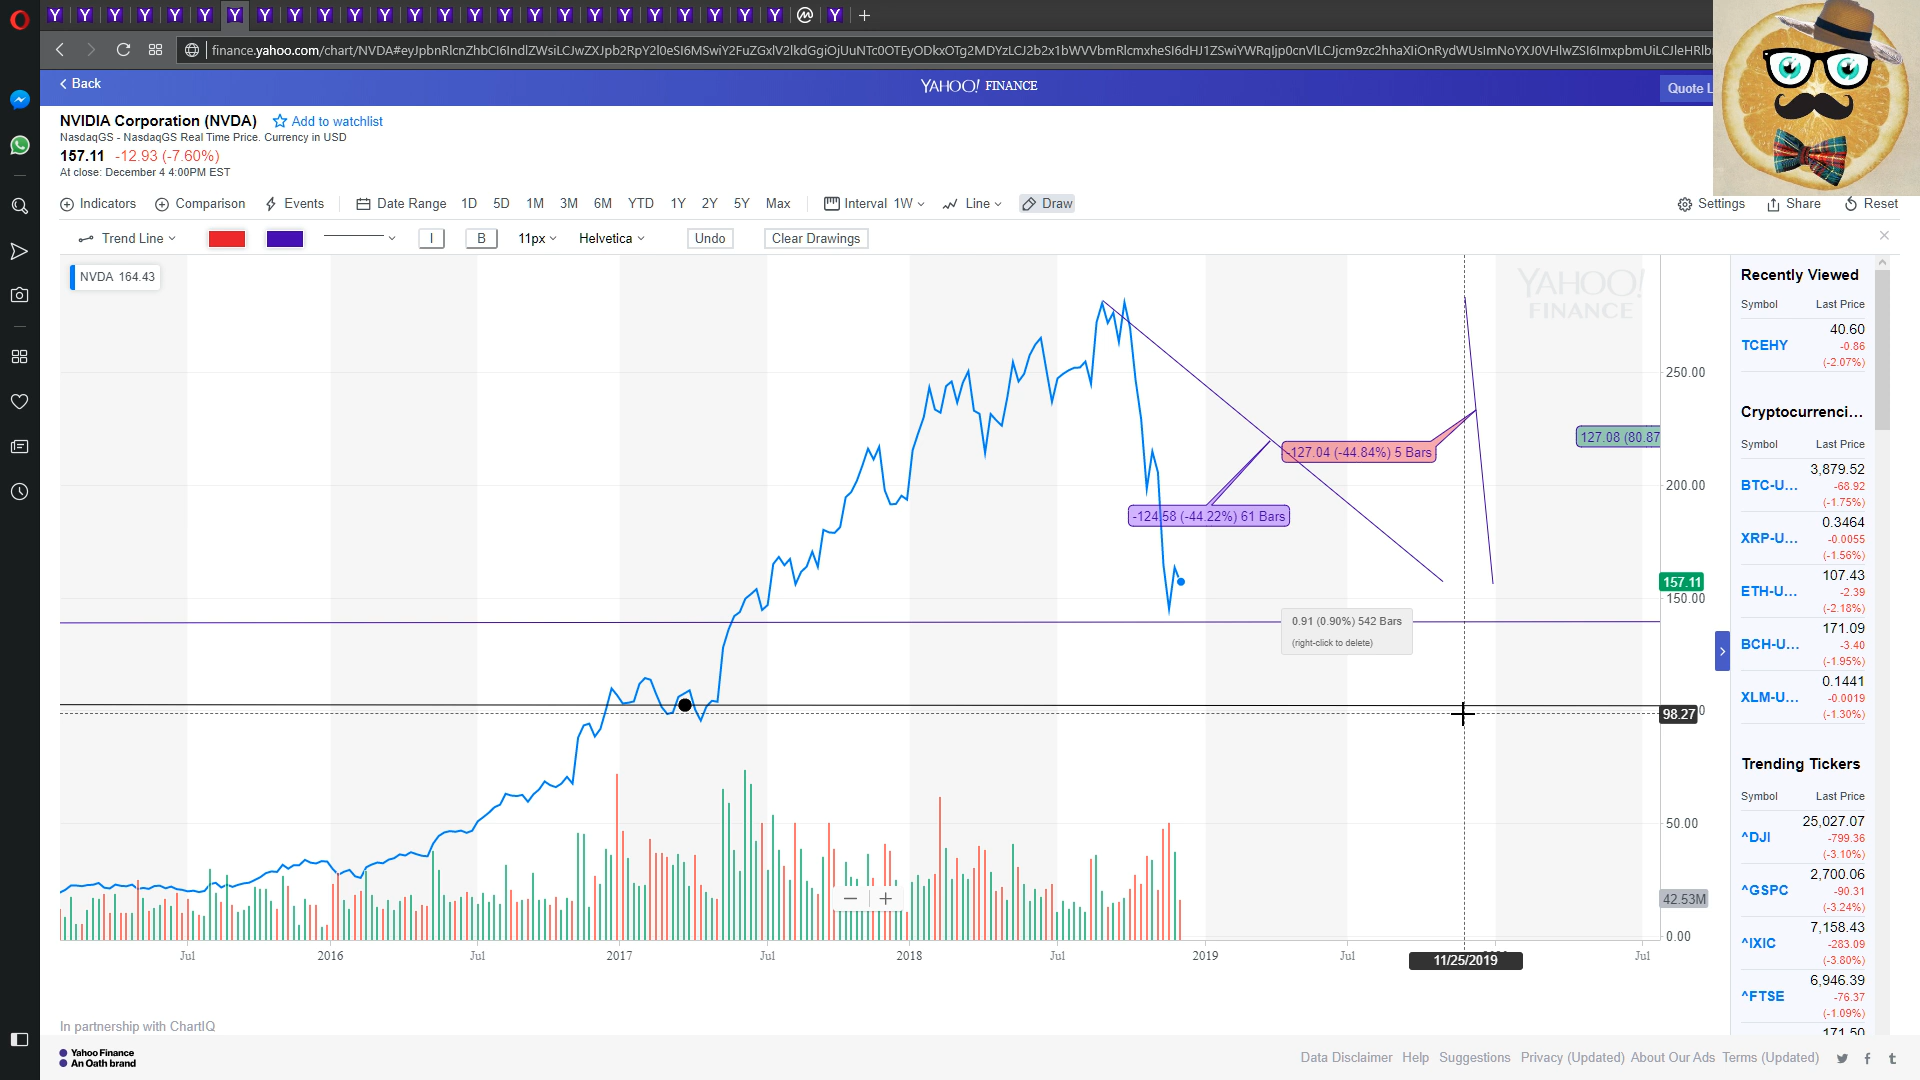 finance.yahoo.com/chart/NVDA#eyJpbnRlcnZhbCI6IndlZWsiLCJwZXJpb2RpY2l0eSI6MSwiY2FuZGxlV2lkdGgiOjUuNTc0OTEyODkxOTg2MDYzLCJ2b2x1bWVVbmRlcmxheSI6dHJ1ZSwiYWRqIjp0cnVlLCJjcm9zc2hhaXIiOnRydWUsImNoYXJ0VHlwZSI6ImxpbmUiLCJleHRlb
Back
YAHOO! FINANCE
Quote L
NVIDIA Corporation (NVDA) Add to watchlist
NasdaqGS - NasdaqGS Real Time Price. Currency in USD
157.11 -12.93 (-7.60%)
At close: December 4 4:00PM EST
Indicators Comparison Events Date Range 1D 5D 1M 3M 6M YTD 1Y 2Y 5Y Max Interval 1W Line Draw Settings Share Reset
Trend Line I B 11px Helvetica Undo Clear Drawings
NVDA 164.43
YAHOO!
FINANCE
250.00
127.08 (80.87
-127.04 (-44.84%) 5 Bars
200.00
-124.58 (-44.22%) 61 Bars
157.11
150.00
0.91 (0.90%) 542 Bars
(right-click to delete)
98.27
50.00
42.53M
0.00
Jul 2016 Jul 2017 Jul 2018 Jul 2019 Jul Jul
11/25/2019
In partnership with ChartIQ
Recently Viewed
Symbol Last Price
TCEHY 40.60
-0.86
(-2.07%)
Cryptocurrenci...
Symbol Last Price
BTC-U... 3,879.52
-68.92
(-1.75%)
XRP-U... 0.3464
-0.0055
(-1.56%)
ETH-U... 107.43
-2.39
(-2.18%)
BCH-U... 171.09
-3.40
(-1.95%)
XLM-U... 0.1441
-0.0019
(-1.30%)
Trending Tickers
Symbol Last Price
^DJI 25,027.07
-799.36
(-3.10%)
^GSPC 2,700.06
-90.31
(-3.24%)
^IXIC 7,158.43
-283.09
(-3.80%)
^FTSE 6,946.39
-76.37
(-1.09%)
171.50
Yahoo Finance
An Oath brand
Data Disclaimer Help Suggestions Privacy (Updated) About Our Ads Terms (Updated)